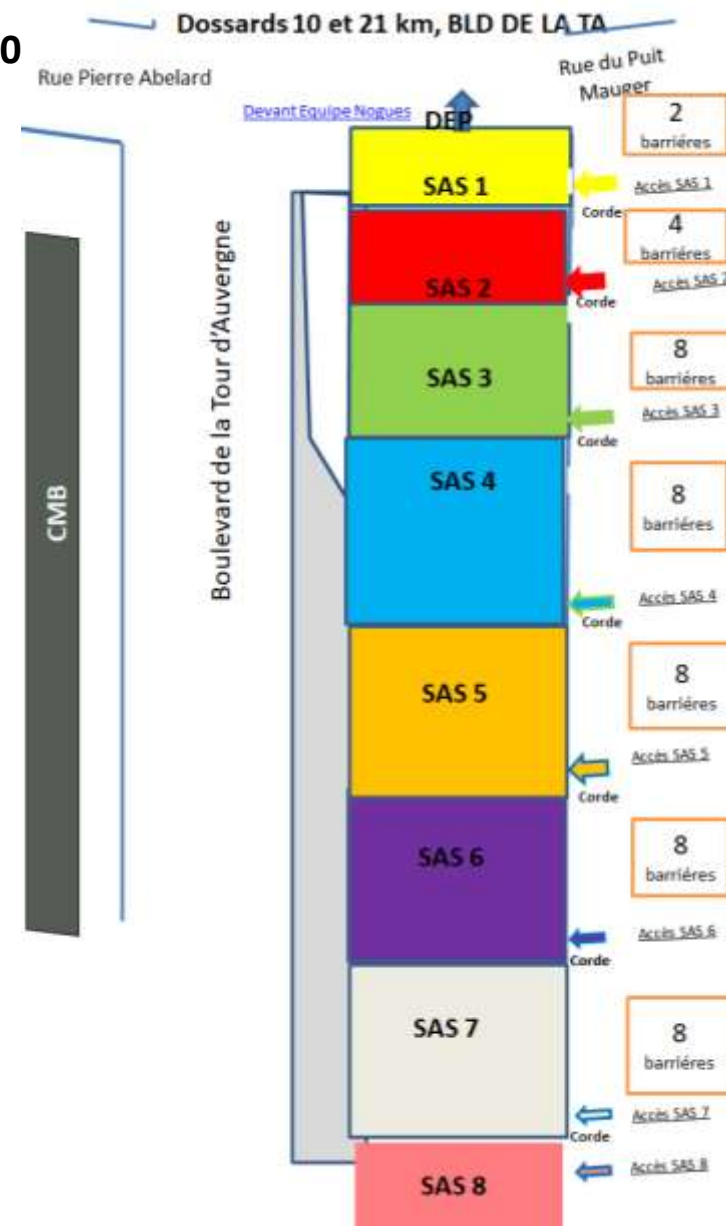 Dossards 10 et 21 km, BLD DE LA TA
0
Rue Pierre Abelard
Rue du Puit
Mauger
Devant Equipe Nogues
DEP
2
barriéres
SAS 1
Accès SAS 1
Corde
4
barriéres
SAS 2
Accès SAS 2
Corde
8
barriéres
SAS 3
Accès SAS 3
Corde
Boulevard de la Tour d'Auvergne
CMB
SAS 4
8
barriéres
Accès SAS 4
Corde
SAS 5
8
barriéres
Accès SAS 5
Corde
SAS 6
8
barriéres
Accès SAS 6
Corde
SAS 7
8
barriéres
Accès SAS 7
Corde
SAS 8
Accès SAS 8